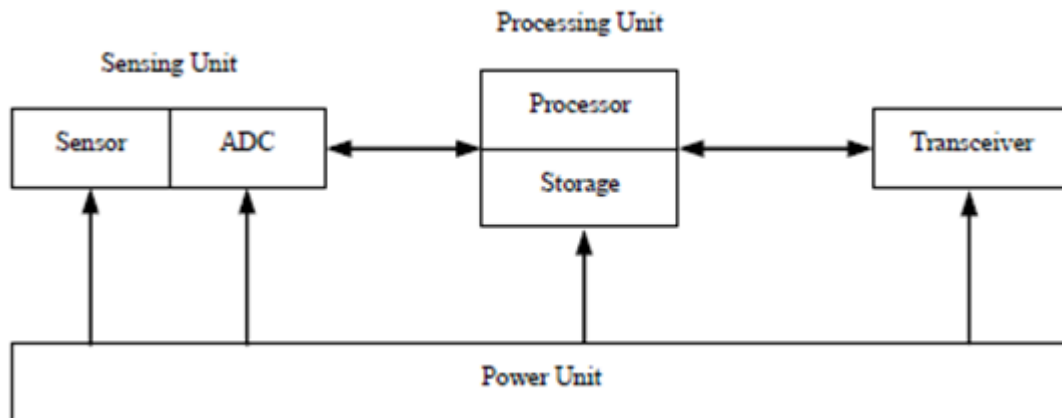 Processing Unit
Sensing Unit
Processor
Sensor
ADC
Transceiver
Storage
Power Unit